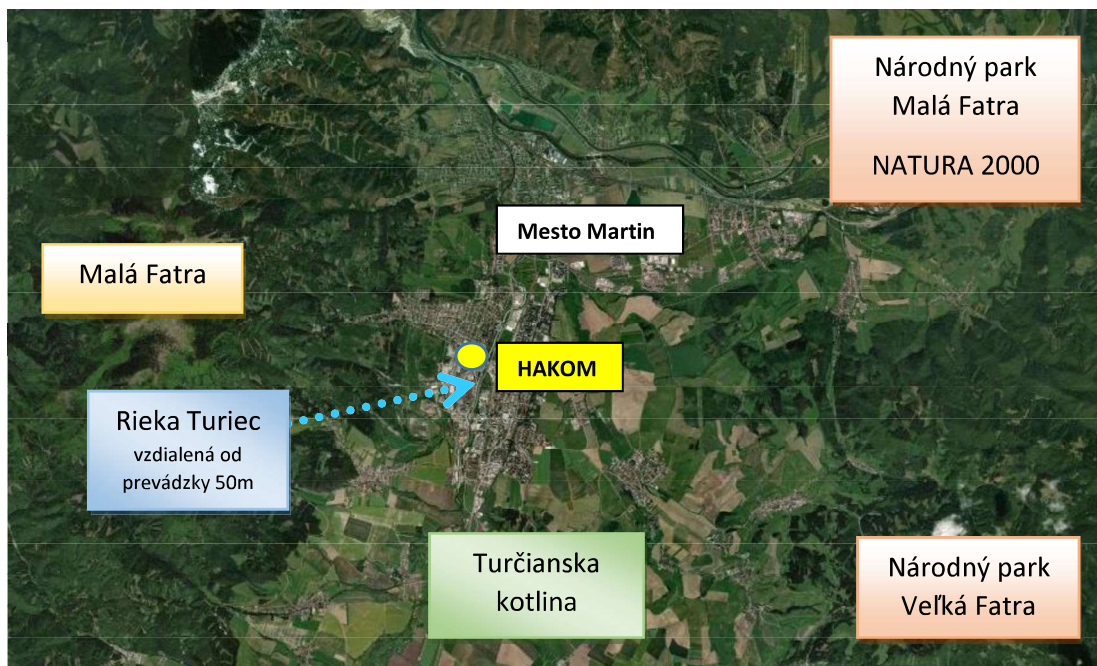 Národný park
Malá Fatra
NATURA 2000
Mesto Martin
Malá Fatra
HAKOM
Rieka Turiec
vzdialená od
prevádzky 50m
Turčianska
kotlina
Národný park
Veľká Fatra